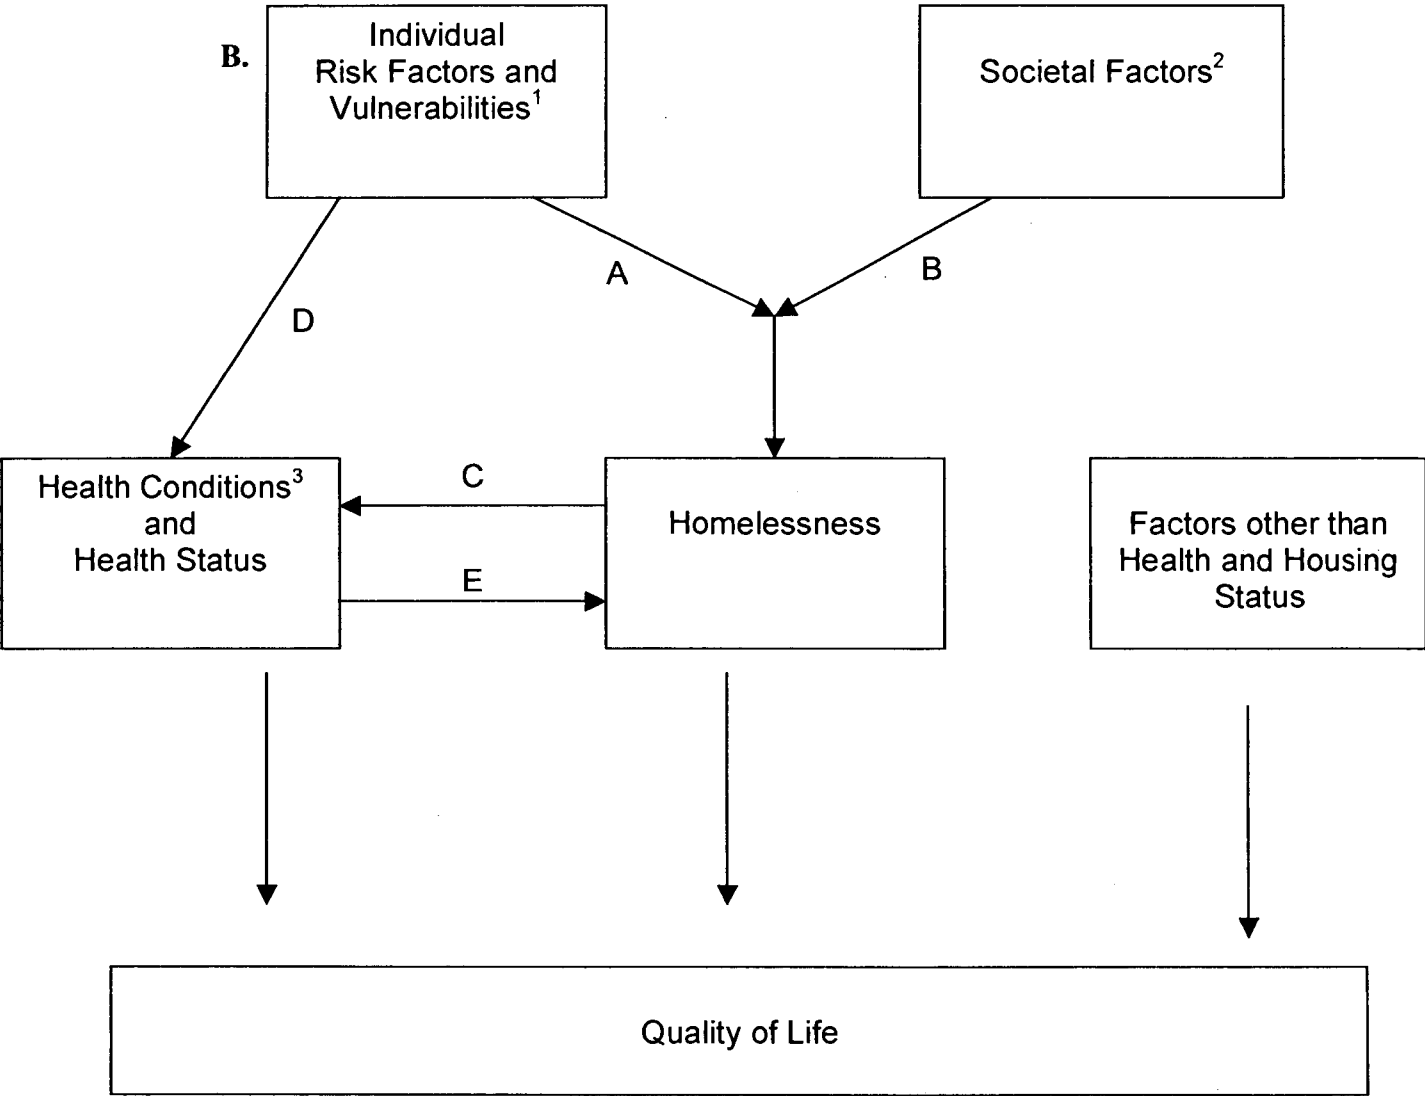 B.
Individual
Risk Factors and
Vulnerabilities¹
Societal Factors²
A
B
D
Health Conditions³
and
Health Status
C
E
Homelessness
Factors other than
Health and Housing
Status
Quality of Life